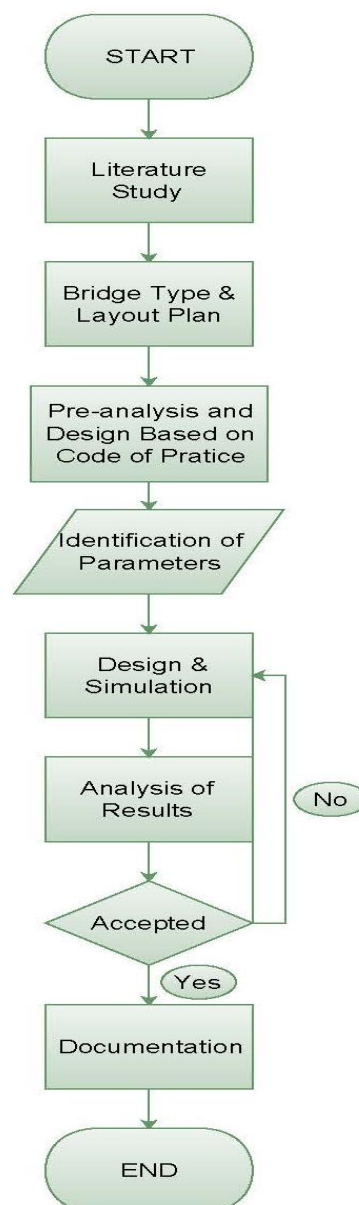 START
Literature
Study
Bridge Type &
Layout Plan
Pre-analysis and
Design Based on
Code of Pratice
Identification of
Parameters
Design &
Simulation
Analysis of
Results
No
Accepted
Yes
Documentation
END